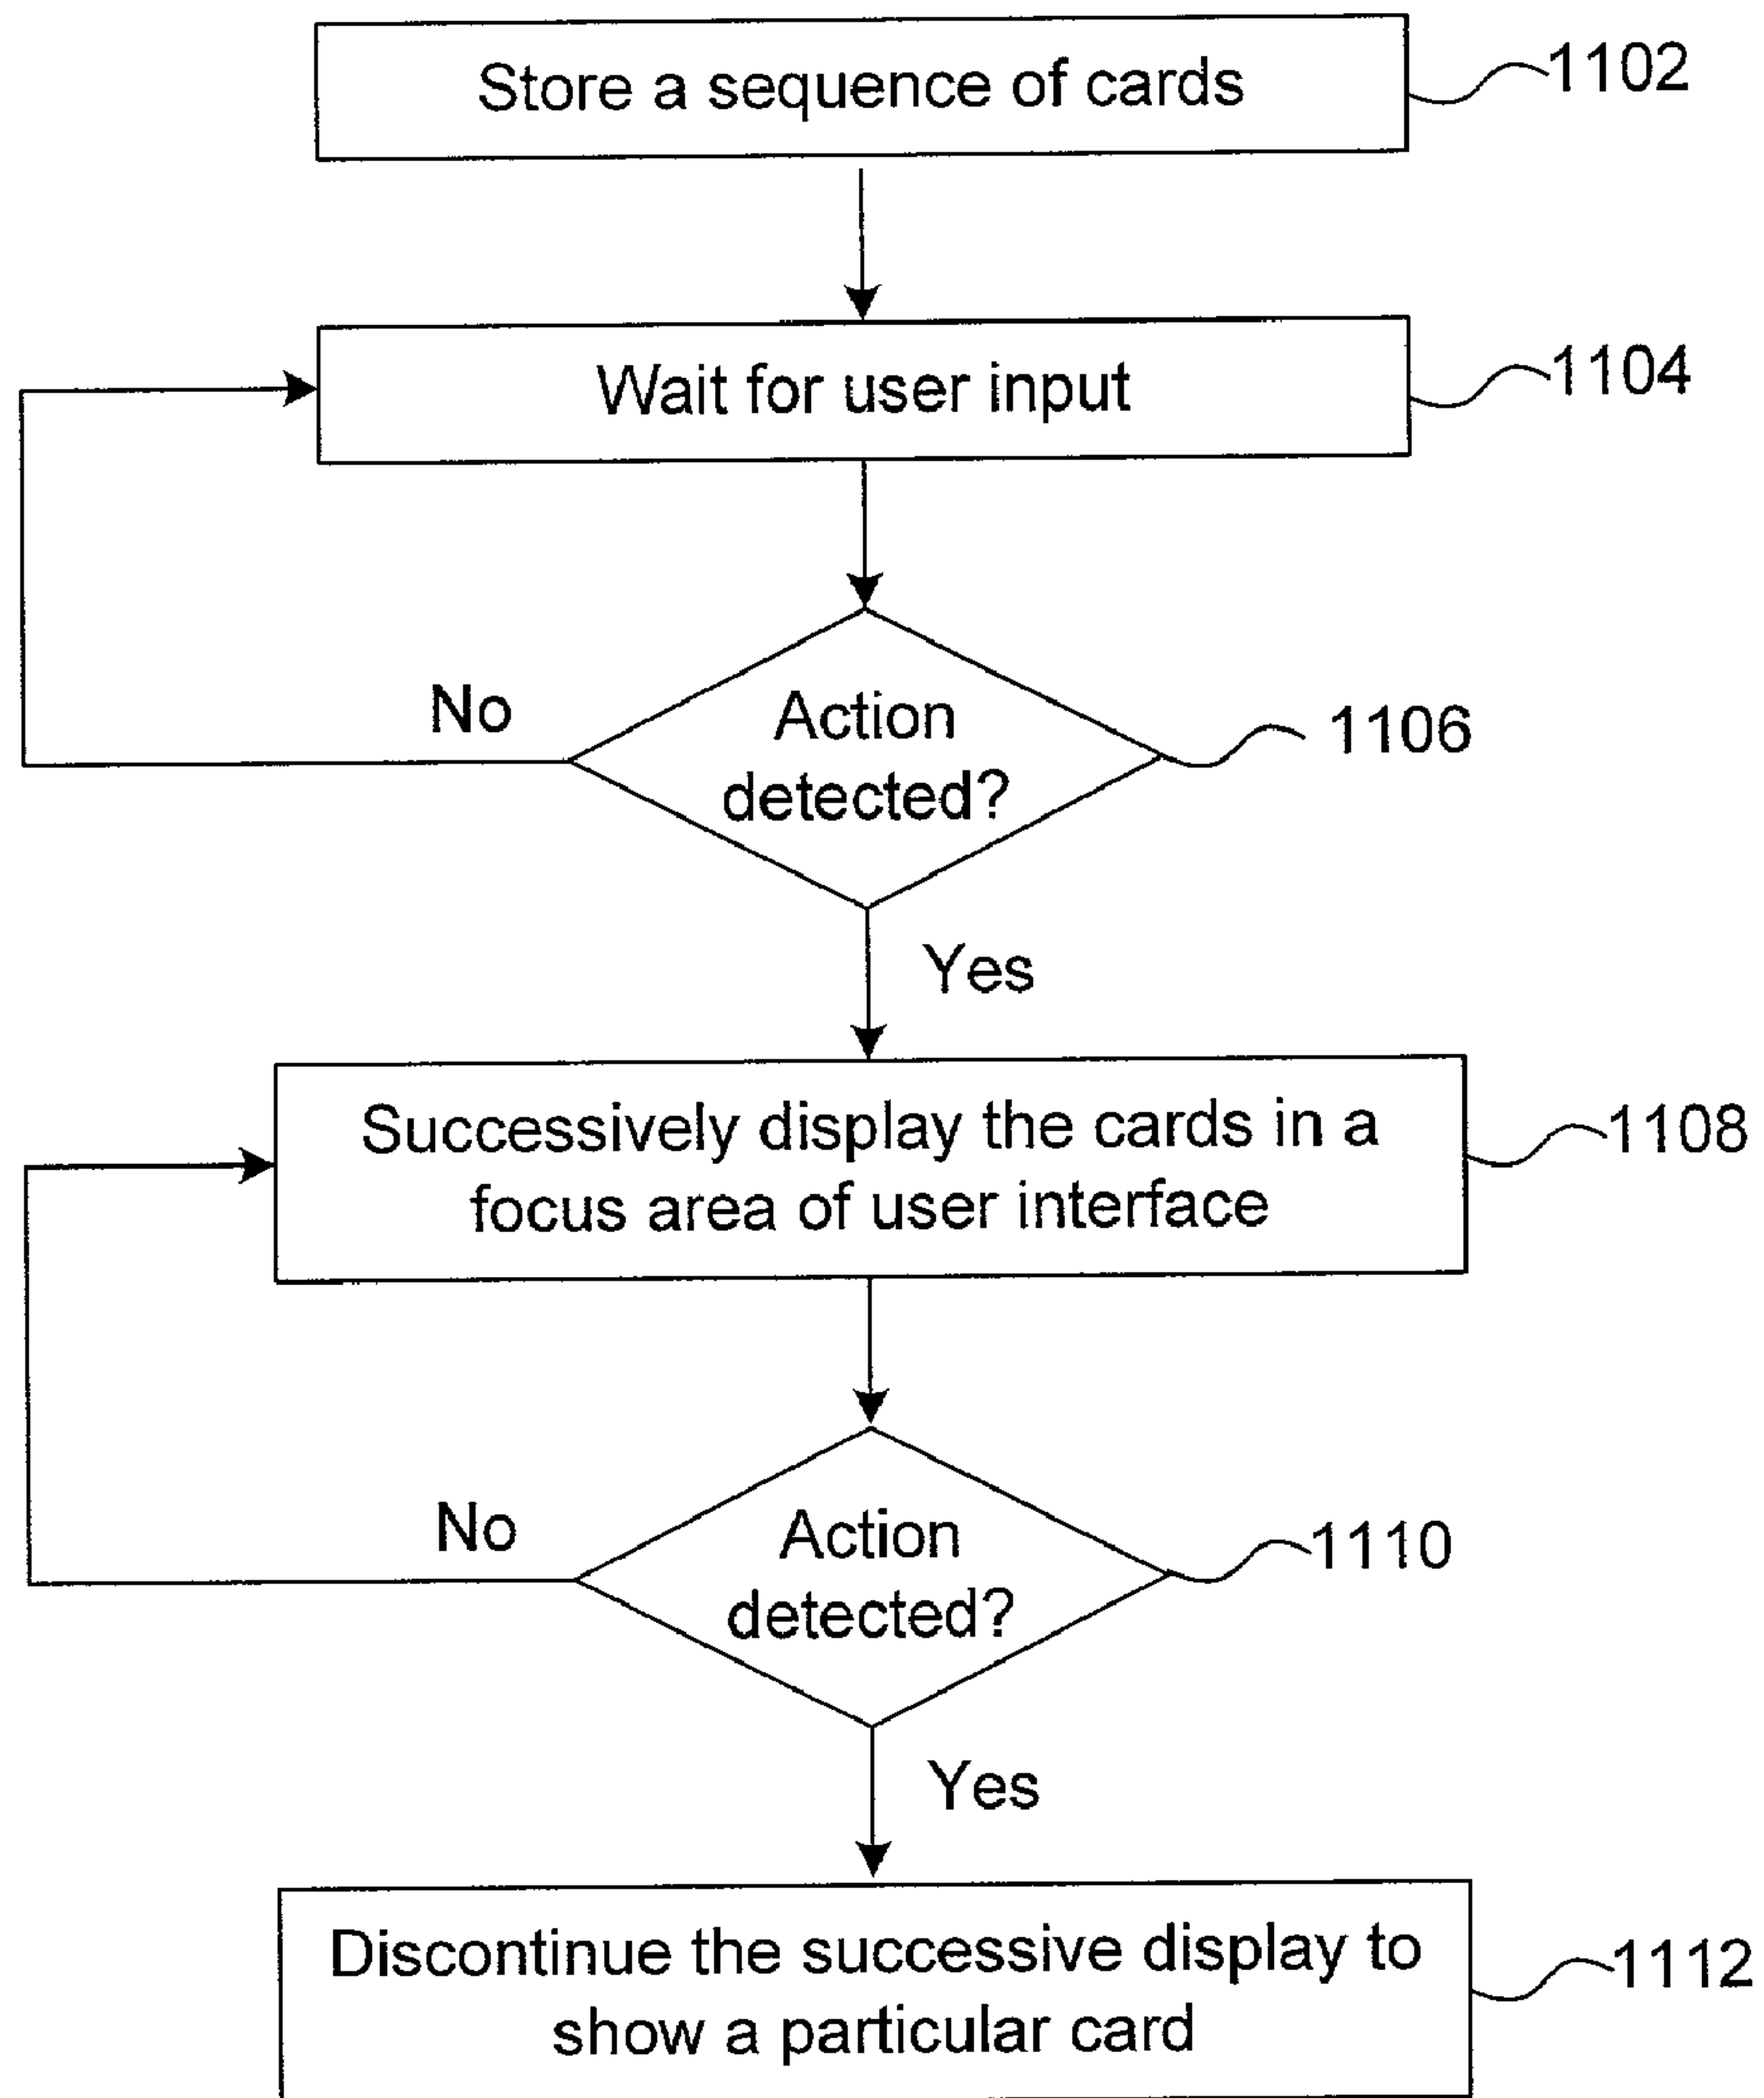 Store a sequence of cards
1102
Wait for user input
1104
No
Action
detected?
1106
Yes
Successively display the cards in a
focus area of user interface
1108
No
Action
detected?
1110
Yes
Discontinue the successive display to
show a particular card
1112